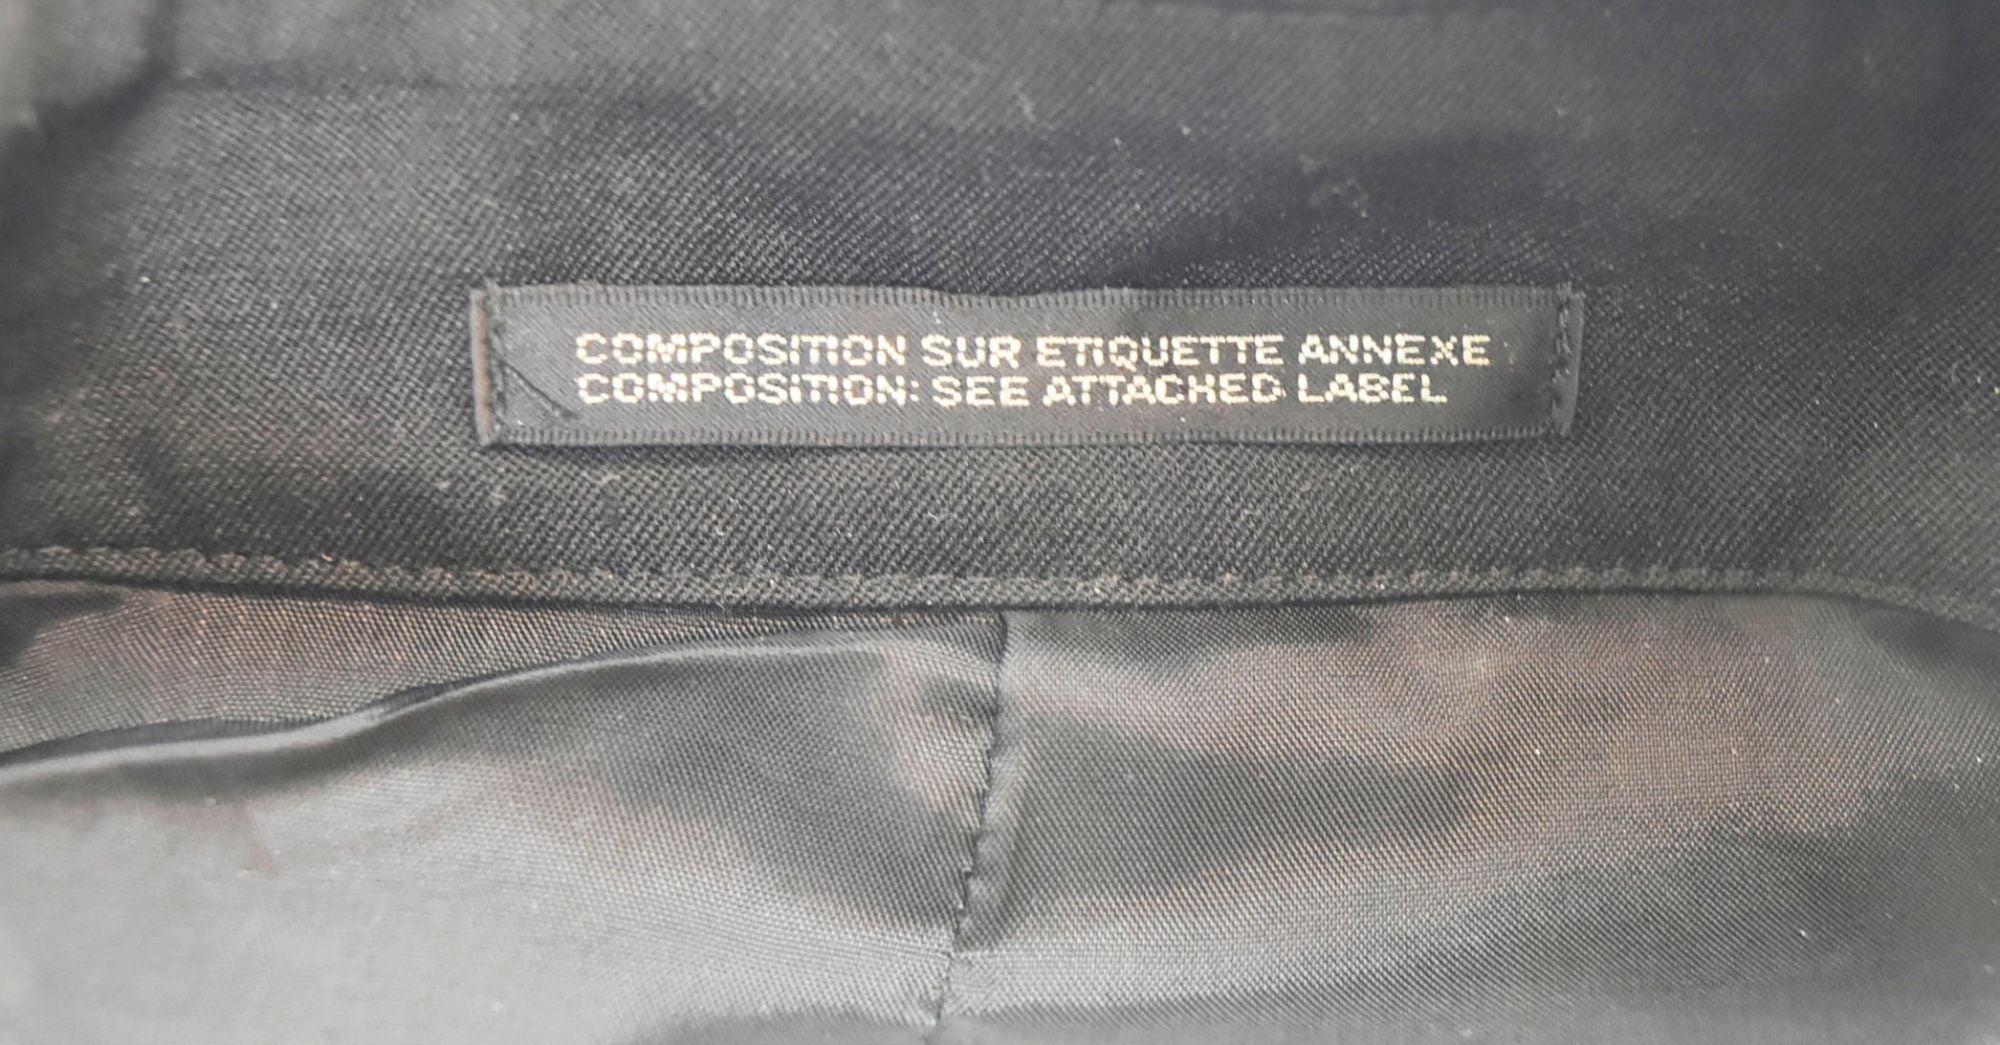 COMPOSITION SUR ETIQUETTE ANNEXE
COMPOSITION: SEE ATTACHED LABEL